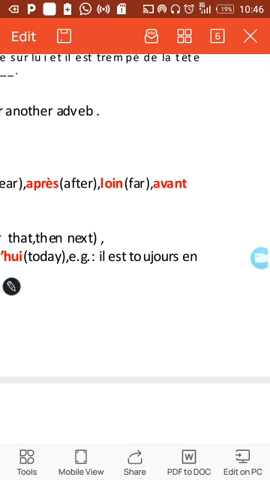 10:46
19%
Edit
6
e sur lui et il est trempé de la tête
__.
r another adveb .
ear),après(after),loin(far),avant
r that,then next) ,
'hui(today),e.g.: il est toujours en
Tools
Mobile View
Share
PDF to DOC
Edit on PC